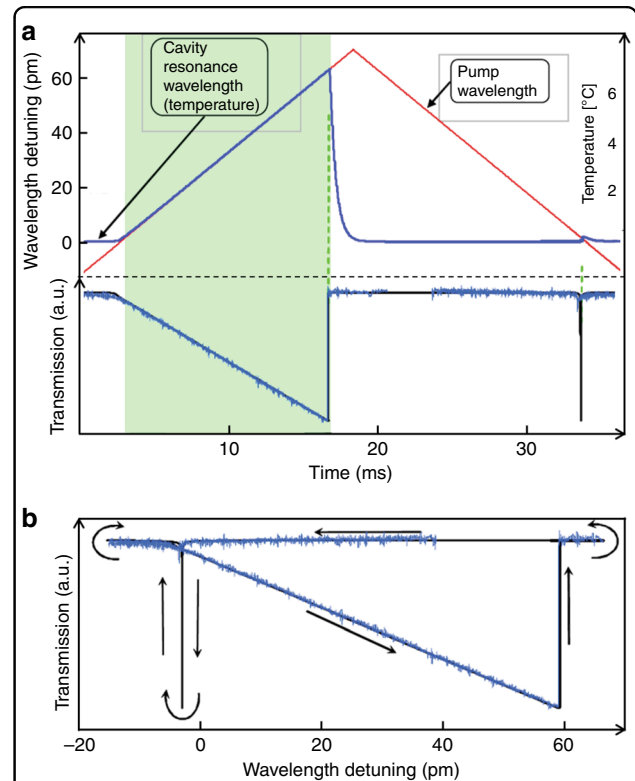 a
Cavity
resonance
wavelength
(temperature)
Pump
wavelength
Wavelength detuning (pm)
60
40
20
0
Temperature [°C]
6
4
2
Transmission (a.u.)
10
20
30
Time (ms)
b
Transmission (a.u.)
−20
0
20
40
60
Wavelength detuning (pm)